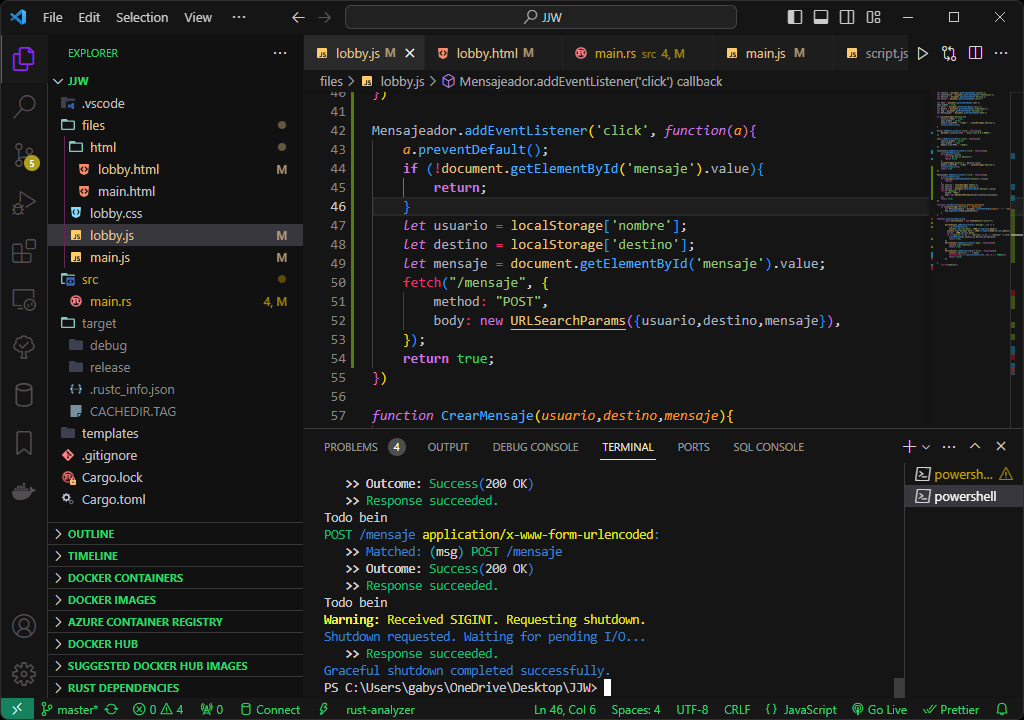 File Edit Selection View ··· JJW
EXPLORER ···
JJW
.vscode
files
html
lobby.html M
main.html
lobby.css
lobby.js M
main.js M
src
main.rs 4, M
target
debug
release
.rustc_info.json
CACHEDIR.TAG
templates
.gitignore
Cargo.lock
Cargo.toml
OUTLINE
TIMELINE
DOCKER CONTAINERS
DOCKER IMAGES
AZURE CONTAINER REGISTRY
DOCKER HUB
SUGGESTED DOCKER HUB IMAGES
RUST DEPENDENCIES
5
lobby.js M lobby.html M main.rs src 4, M main.js M script.js
files > lobby.js > Mensajeador.addEventListener('click') callback
40 })
41
42 Mensajeador.addEventListener('click', function(a){
43 a.preventDefault();
44 if (!document.getElementById('mensaje').value){
45 return;
46 }
47 let usuario = localStorage['nombre'];
48 let destino = localStorage['destino'];
49 let mensaje = document.getElementById('mensaje').value;
50 fetch("/mensaje", {
51 method: "POST",
52 body: new URLSearchParams({usuario,destino,mensaje}),
53 });
54 return true;
55 })
56
57 function CrearMensaje(usuario,destino,mensaje){
PROBLEMS 4 OUTPUT DEBUG CONSOLE TERMINAL PORTS SQL CONSOLE
>> Outcome: Success(200 OK)
>> Response succeeded.
Todo bein
POST /mensaje application/x-www-form-urlencoded:
>> Matched: (msg) POST /mensaje
>> Outcome: Success(200 OK)
>> Response succeeded.
Todo bein
Warning: Received SIGINT. Requesting shutdown.
Shutdown requested. Waiting for pending I/O...
>> Response succeeded.
Graceful shutdown completed successfully.
PS C:\Users\gabys\OneDrive\Desktop\JJW>
powersh...
powershell
master* 0 4 0 Connect rust-analyzer Ln 46, Col 6 Spaces: 4 UTF-8 CRLF {} JavaScript Go Live Prettier